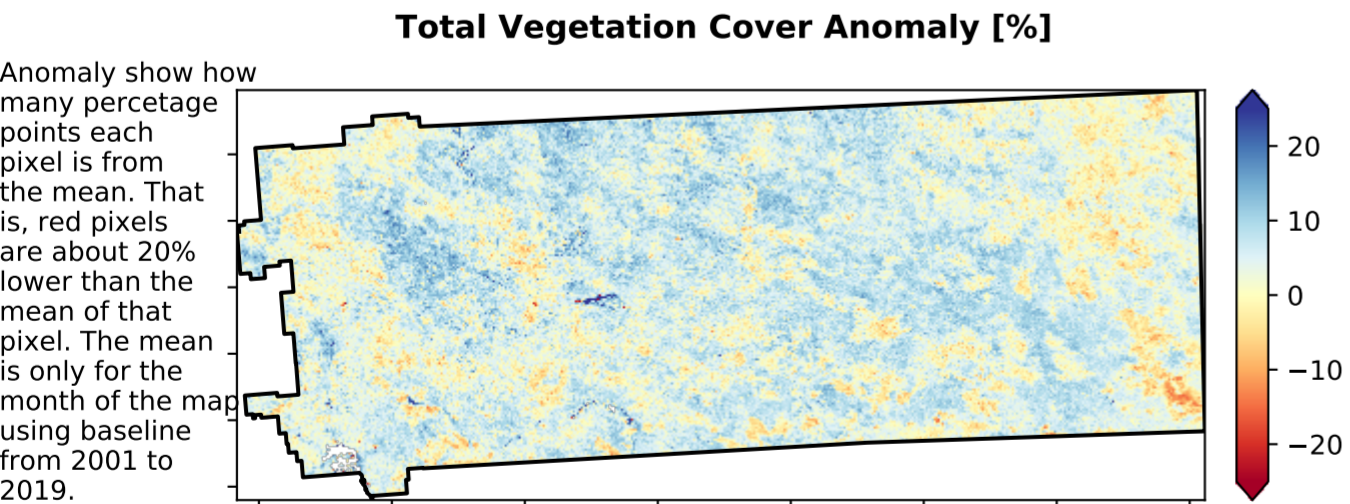 Total Vegetation Cover Anomaly [%]
Anomaly show how
many percetage
points each
pixel is from
the mean. That
is, red pixels
are about 20%
lower than the
mean of that
pixel. The mean
is only for the
month of the map
using baseline
from 2001 to
2019.
20
10
0
−10
−20